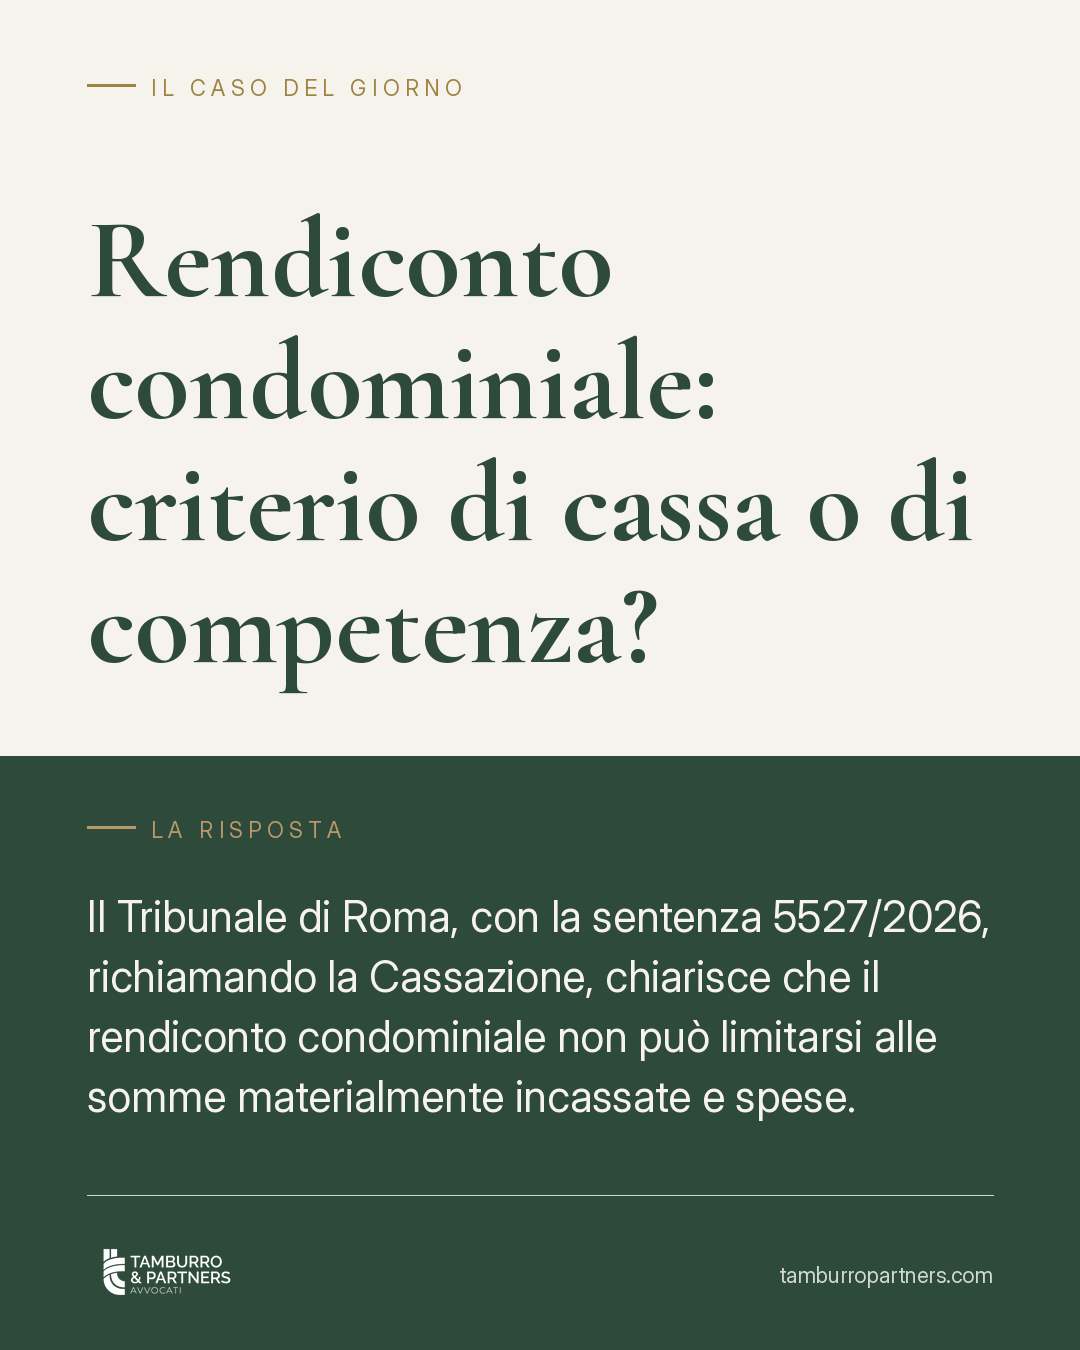 IL CASO DEL GIORNO
Rendiconto
condominiale:
criterio di cassa o di
competenza?
LA RISPOSTA
Il Tribunale di Roma, con la sentenza 5527/2026,
richiamando la Cassazione, chiarisce che il
rendiconto condominiale non può limitarsi alle
somme materialmente incassate e spese.
TAMBURRO
& PARTNERS
AVVOCATI
tamburropartners.com